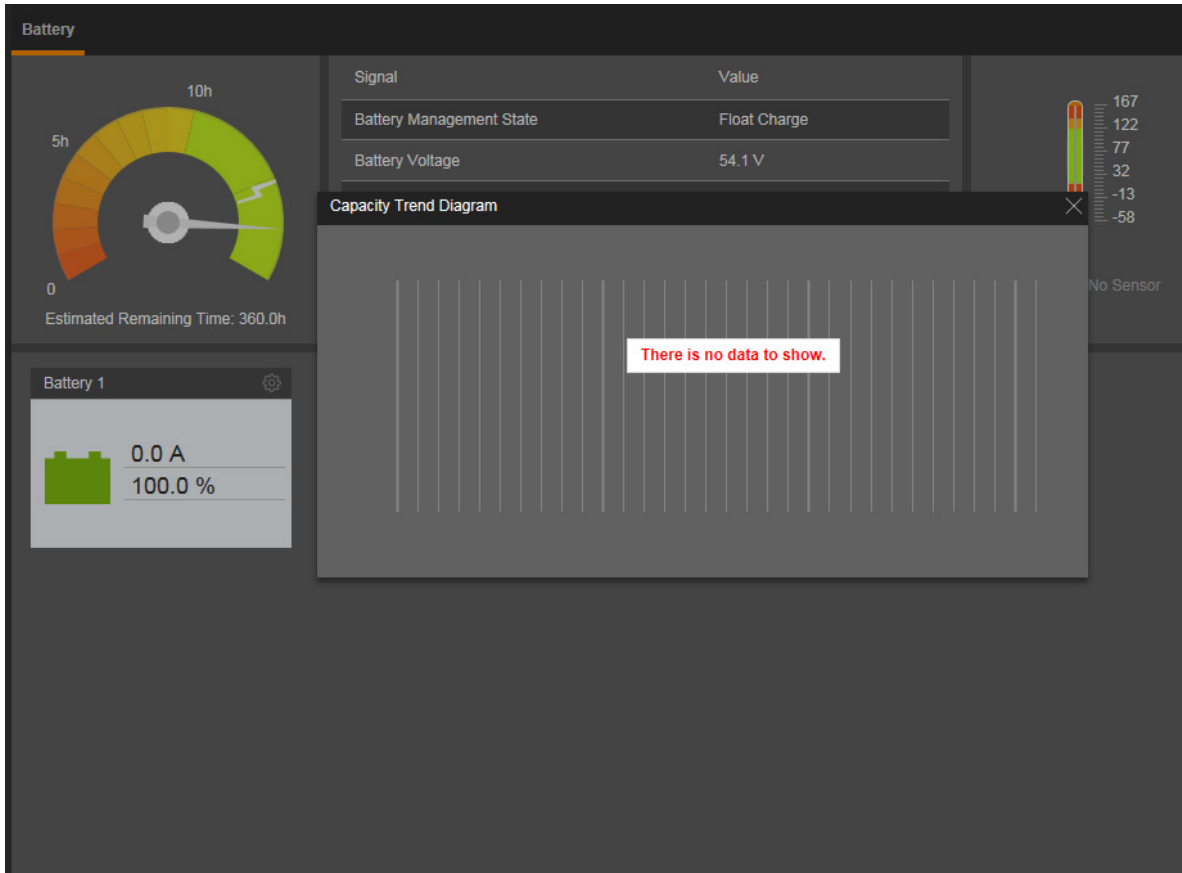 Battery
10h
5h
0
Estimated Remaining Time: 360.0h
Signal Value
Battery Management State Float Charge
Battery Voltage 54.1 V
167
122
77
32
-13
-58
No Sensor
Capacity Trend Diagram
There is no data to show.
Battery 1
0.0 A
100.0 %